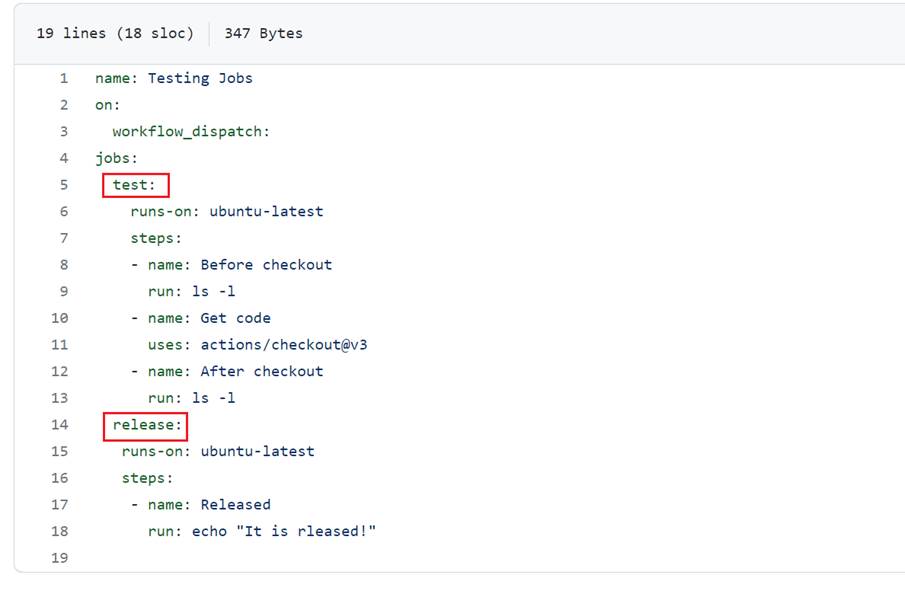 19 lines (18 sloc) 347 Bytes
1 name: Testing Jobs
2 on:
3   workflow_dispatch:
4 jobs:
5   test:
6     runs-on: ubuntu-latest
7     steps:
8     - name: Before checkout
9       run: ls -l
10     - name: Get code
11       uses: actions/checkout@v3
12     - name: After checkout
13       run: ls -l
14   release:
15    runs-on: ubuntu-latest
16    steps:
17     - name: Released
18       run: echo "It is rleased!"
19